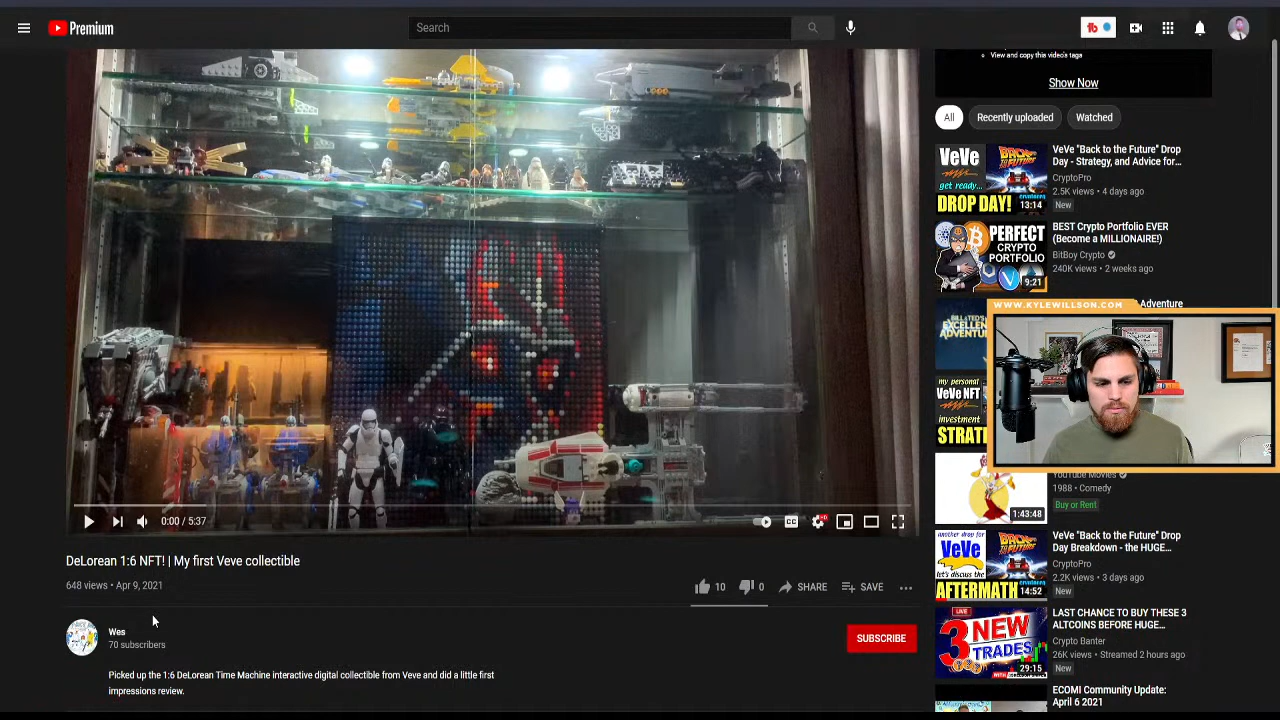 Premium
Search
View and copy this video's tags
Show Now
All
Recently uploaded
Watched
VeVe "Back to the Future" Drop
Day - Strategy, and Advice for...
CryptoPro
2.5K views • 4 days ago
New
VeVe
BACK TO THE FUTURE
get ready...
DROP DAY!
13:14
BEST Crypto Portfolio EVER
(Become a MILLIONAIRE!)
BitBoy Crypto
240K views • 2 weeks ago
PERFECT
CRYPTO
PORTFOLIO
9:21
Adventure
WWW.KYLEWILLSON.COM
my personal
VeVe NFT
investment
YouTube Movies
1988 • Comedy
Buy or Rent
1:43:48
VeVe "Back to the Future" Drop
Day Breakdown - the HUGE...
CryptoPro
2.2K views • 3 days ago
New
another drop for
VeVe
let's discuss the
AFTERMATH
14:52
LAST CHANCE TO BUY THESE 3
ALTCOINS BEFORE HUGE...
Crypto Banter
26K views • Streamed 2 hours ago
New
LIVE
3 NEW
TRADES
29:15
ECOMI Community Update:
April 6 2021
0:00 / 5:37
CC
HD
DeLorean 1:6 NFT! | My first Veve collectible
648 views • Apr 9, 2021
10
0
SHARE
SAVE
Wes
70 subscribers
SUBSCRIBE
Picked up the 1:6 DeLorean Time Machine interactive digital collectible from Veve and did a little first
impressions review.